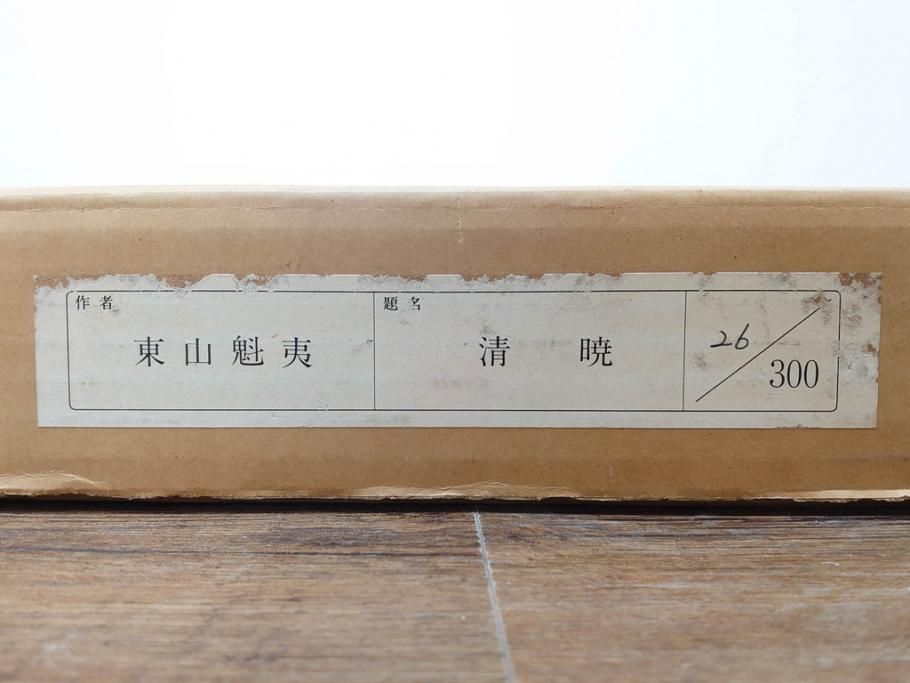 作者
東山魁夷
題名
清 暁
26/300